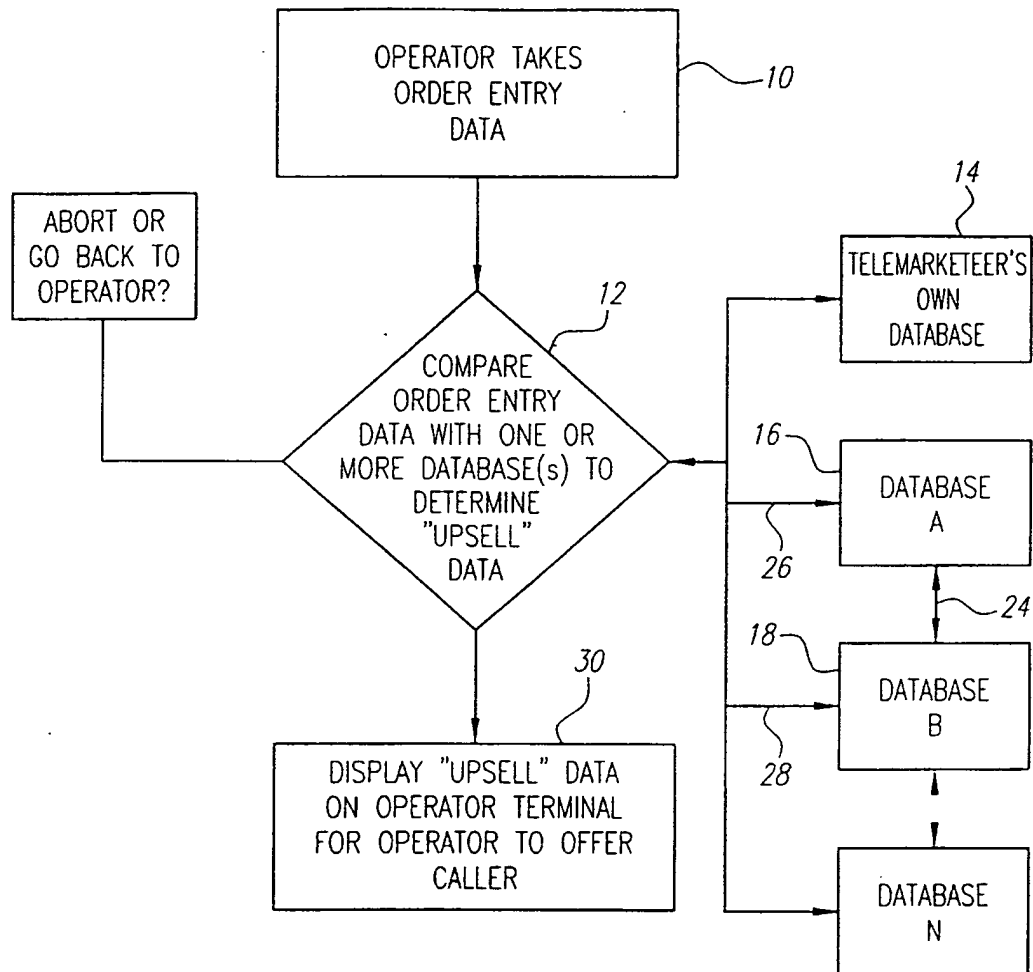 OPERATOR TAKES
ORDER ENTRY
DATA
10
ABORT OR
GO BACK TO
OPERATOR?
12
COMPARE
ORDER ENTRY
DATA WITH ONE OR
MORE DATABASE(s) TO
DETERMINE
"UPSELL"
DATA
14
TELEMARKETEER'S
OWN
DATABASE
16
DATABASE
A
26
24
18
DATABASE
B
28
30
DISPLAY "UPSELL" DATA
ON OPERATOR TERMINAL
FOR OPERATOR TO OFFER
CALLER
DATABASE
N